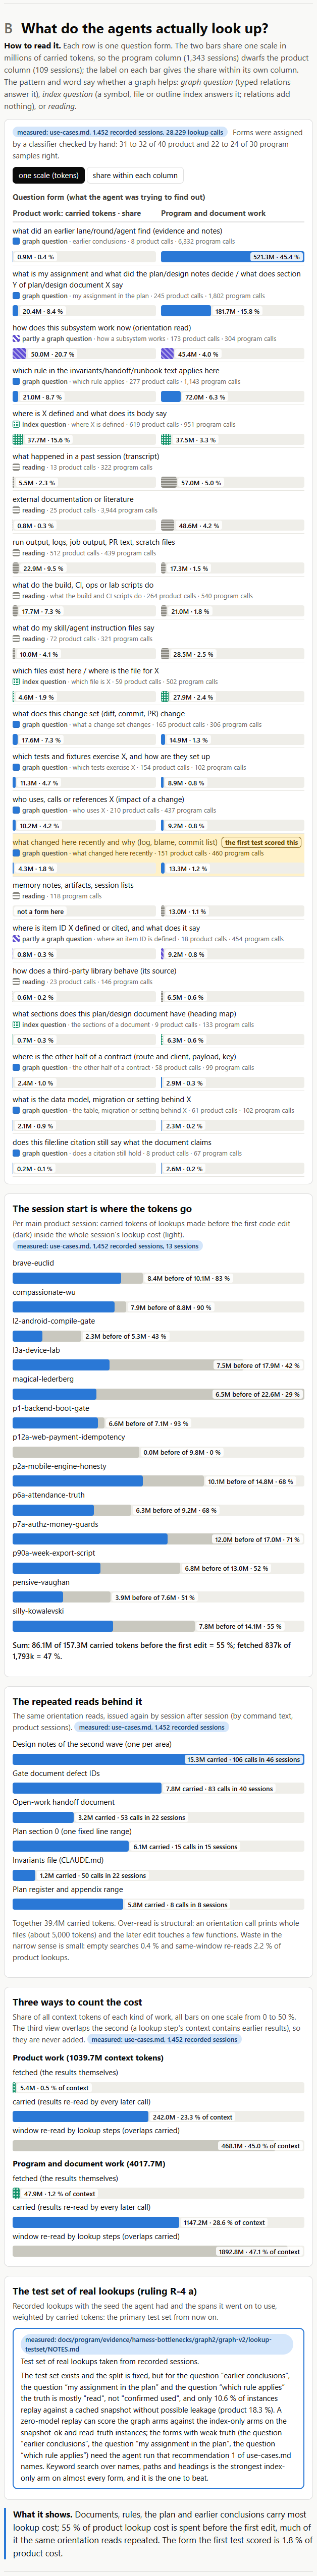 B What do the agents actually look up?
How to read it. Each row is one question form. The two bars share one scale in
millions of carried tokens, so the program column (1,343 sessions) dwarfs the product
column (109 sessions); the label on each bar gives the share within its own column.
The pattern and word say whether a graph helps: graph question (typed relations
answer it), index question (a symbol, file or outline index answers it; relations add
nothing), or reading.
measured: use-cases.md, 1,452 recorded sessions, 28,229 lookup calls Forms were assigned
by a classifier checked by hand: 31 to 32 of 40 product and 22 to 24 of 30 program
samples right.
one scale (tokens) share within each column
Question form (what the agent was trying to find out)
Product work: carried tokens · share Program and document work
what did an earlier lane/round/agent find (evidence and notes)
graph question · earlier conclusions · 8 product calls · 6,332 program calls
0.9M · 0.4 % 521.3M · 45.4 %
what is my assignment and what did the plan/design notes decide / what does section
Y of plan/design document X say
graph question · my assignment in the plan · 245 product calls · 1,802 program calls
20.4M · 8.4 % 181.7M · 15.8 %
how does this subsystem work now (orientation read)
partly a graph question · how a subsystem works · 173 product calls · 304 program calls
50.0M · 20.7 % 45.4M · 4.0 %
which rule in the invariants/handoff/runbook text applies here
graph question · which rule applies · 277 product calls · 1,143 program calls
21.0M · 8.7 % 72.0M · 6.3 %
where is X defined and what does its body say
index question · where X is defined · 619 product calls · 951 program calls
37.7M · 15.6 % 37.5M · 3.3 %
what happened in a past session (transcript)
reading · 13 product calls · 322 program calls
5.5M · 2.3 % 57.0M · 5.0 %
external documentation or literature
reading · 25 product calls · 3,944 program calls
0.8M · 0.3 % 48.6M · 4.2 %
run output, logs, job output, PR text, scratch files
reading · 512 product calls · 439 program calls
22.9M · 9.5 % 17.3M · 1.5 %
what do the build, CI, ops or lab scripts do
reading · what the build and CI scripts do · 264 product calls · 540 program calls
17.7M · 7.3 % 21.0M · 1.8 %
what do my skill/agent instruction files say
reading · 72 product calls · 321 program calls
10.0M · 4.1 % 28.5M · 2.5 %
which files exist here / where is the file for X
index question · which file is X · 59 product calls · 502 program calls
4.6M · 1.9 % 27.9M · 2.4 %
what does this change set (diff, commit, PR) change
graph question · what a change set changes · 165 product calls · 306 program calls
17.6M · 7.3 % 14.9M · 1.3 %
which tests and fixtures exercise X, and how are they set up
graph question · which tests exercise X · 154 product calls · 102 program calls
11.3M · 4.7 % 8.9M · 0.8 %
who uses, calls or references X (impact of a change)
graph question · who uses X · 210 product calls · 437 program calls
10.2M · 4.2 % 9.2M · 0.8 %
what changed here recently and why (log, blame, commit list) the first test scored this
graph question · what changed here recently · 151 product calls · 460 program calls
4.3M · 1.8 % 13.3M · 1.2 %
memory notes, artifacts, session lists
reading · 118 program calls
not a form here 13.0M · 1.1 %
where is item ID X defined or cited, and what does it say
partly a graph question · where an item ID is defined · 18 product calls · 454 program calls
0.8M · 0.3 % 9.2M · 0.8 %
how does a third-party library behave (its source)
reading · 23 product calls · 146 program calls
0.6M · 0.2 % 6.5M · 0.6 %
what sections does this plan/design document have (heading map)
index question · the sections of a document · 9 product calls · 133 program calls
0.7M · 0.3 % 6.3M · 0.6 %
where is the other half of a contract (route and client, payload, key)
graph question · the other half of a contract · 58 product calls · 99 program calls
2.4M · 1.0 % 2.9M · 0.3 %
what is the data model, migration or setting behind X
graph question · the table, migration or setting behind X · 61 product calls · 102 program calls
2.1M · 0.9 % 2.3M · 0.2 %
does this file:line citation still say what the document claims
graph question · does a citation still hold · 8 product calls · 67 program calls
0.2M · 0.1 % 2.6M · 0.2 %
The session start is where the tokens go
Per main product session: carried tokens of lookups made before the first code edit
(dark) inside the whole session's lookup cost (light).
measured: use-cases.md, 1,452 recorded sessions, 13 sessions
brave-euclid
8.4M before of 10.1M · 83 %
compassionate-wu
7.9M before of 8.8M · 90 %
l2-android-compile-gate
2.3M before of 5.3M · 43 %
l3a-device-lab
7.5M before of 17.9M · 42 %
magical-lederberg
6.5M before of 22.6M · 29 %
p1-backend-boot-gate
6.6M before of 7.1M · 93 %
p12a-web-payment-idempotency
0.0M before of 9.8M · 0 %
p2a-mobile-engine-honesty
10.1M before of 14.8M · 68 %
p6a-attendance-truth
6.3M before of 9.2M · 68 %
p7a-authz-money-guards
12.0M before of 17.0M · 71 %
p90a-week-export-script
6.8M before of 13.0M · 52 %
pensive-vaughan
3.9M before of 7.6M · 51 %
silly-kowalevski
7.8M before of 14.1M · 55 %
Sum: 86.1M of 157.3M carried tokens before the first edit = 55 %; fetched 837k of
1,793k = 47 %.
The repeated reads behind it
The same orientation reads, issued again by session after session (by command text,
product sessions). measured: use-cases.md, 1,452 recorded sessions
Design notes of the second wave (one per area)
15.3M carried · 106 calls in 46 sessions
Gate document defect IDs
7.8M carried · 83 calls in 40 sessions
Open-work handoff document
3.2M carried · 53 calls in 22 sessions
Plan section 0 (one fixed line range)
6.1M carried · 15 calls in 15 sessions
Invariants file (CLAUDE.md)
1.2M carried · 50 calls in 22 sessions
Plan register and appendix range
5.8M carried · 8 calls in 8 sessions
Together 39.4M carried tokens. Over-read is structural: an orientation call prints whole
files (about 5,000 tokens) and the later edit touches a few functions. Waste in the
narrow sense is small: empty searches 0.4 % and same-window re-reads 2.2 % of
product lookups.
Three ways to count the cost
Share of all context tokens of each kind of work, all bars on one scale from 0 to 50 %.
The third view overlaps the second (a lookup step's context contains earlier results), so
they are never added. measured: use-cases.md, 1,452 recorded sessions
Product work (1039.7M context tokens)
fetched (the results themselves)
5.4M · 0.5 % of context
carried (results re-read by every later call)
242.0M · 23.3 % of context
window re-read by lookup steps (overlaps carried)
468.1M · 45.0 % of context
Program and document work (4017.7M)
fetched (the results themselves)
47.9M · 1.2 % of context
carried (results re-read by every later call)
1147.2M · 28.6 % of context
window re-read by lookup steps (overlaps carried)
1892.8M · 47.1 % of context
The test set of real lookups (ruling R-4 a)
Recorded lookups with the seed the agent had and the spans it went on to use,
weighted by carried tokens: the primary test set from now on.
measured: docs/program/evidence/harness-bottlenecks/graph2/graph-v2/lookup-
testset/NOTES.md
Test set of real lookups taken from recorded sessions.
The test set exists and the split is fixed, but for the question “earlier conclusions”,
the question “my assignment in the plan” and the question “which rule applies”
the truth is mostly “read”, not “confirmed used”, and only 10.6 % of instances
replay against a cached snapshot without possible leakage (product 18.3 %). A
zero-model replay can score the graph arms against the index-only arms on the
snapshot-ok and read-truth instances; the forms with weak truth (the question
“earlier conclusions”, the question “my assignment in the plan”, the question
“which rule applies”) need the agent run that recommendation 1 of use-cases.md
names. Keyword search over names, paths and headings is the strongest index-
only arm on almost every form, and it is the one to beat.
What it shows. Documents, rules, the plan and earlier conclusions carry most
lookup cost; 55 % of product lookup cost is spent before the first edit, much of
it the same orientation reads repeated. The form the first test scored is 1.8 % of
product cost.